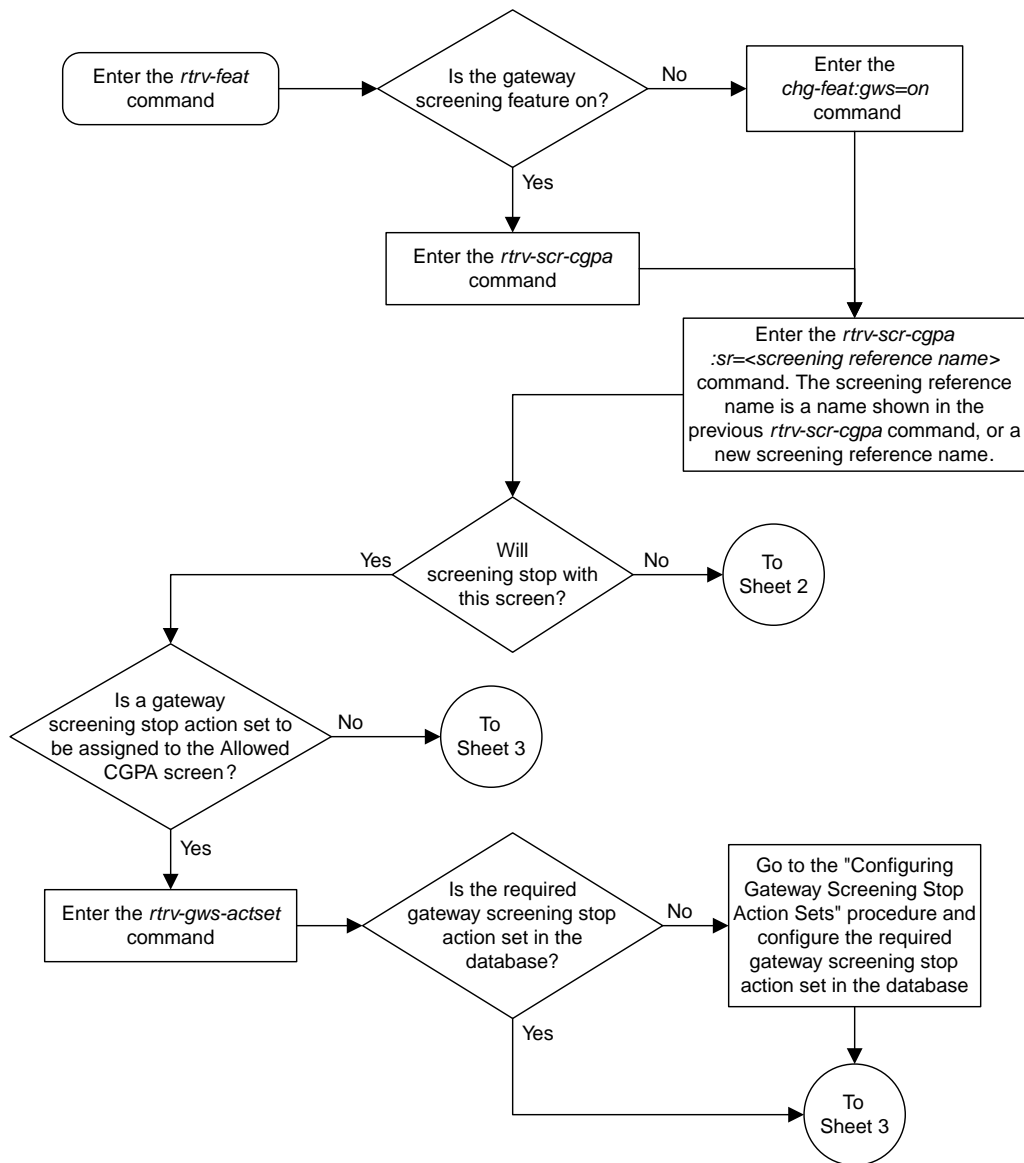 Enter the rtrv-feat
command
Is the gateway
screening feature on?
No
Enter the
chg-feat:gws=on
command
Yes
Enter the rtrv-scr-cgpa
command
Enter the rtrv-scr-cgpa
:sr=<screening reference name>
command. The screening reference
name is a name shown in the
previous rtrv-scr-cgpa command, or a
new screening reference name.
Yes
Will
screening stop with
this screen?
No
To
Sheet 2
Is a gateway
screening stop action set to
be assigned to the Allowed
CGPA screen?
No
To
Sheet 3
Yes
Enter the rtrv-gws-actset
command
Is the required
gateway screening stop
action set in the
database?
No
Go to the "Configuring
Gateway Screening Stop
Action Sets" procedure and
configure the required
gateway screening stop
action set in the database
Yes
To
Sheet 3